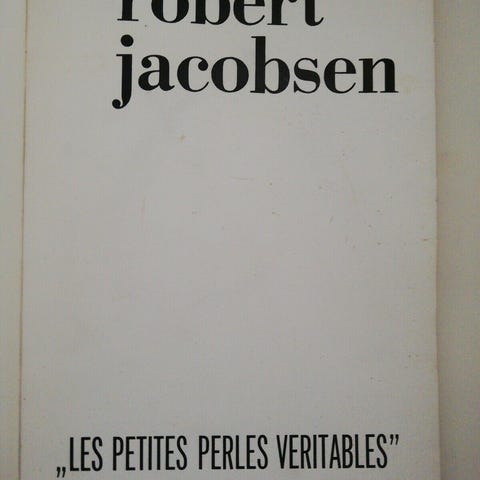 robert
jacobsen
„LES PETITES PERLES VERITABLES”